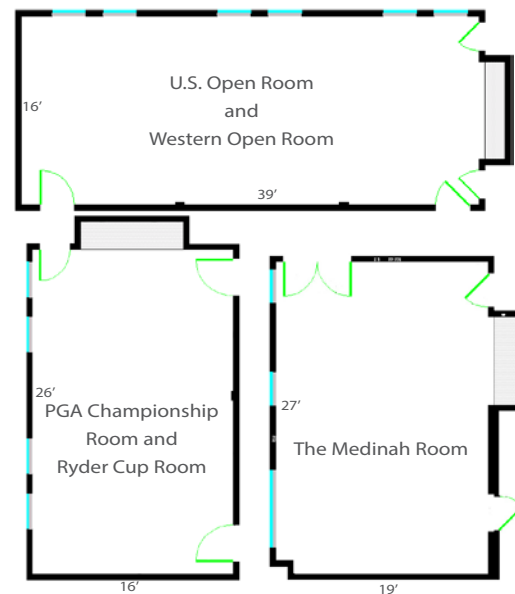 U.S. Open Room
and
Western Open Room
16’
39’
26’
PGA Championship
Room and
Ryder Cup Room
16’
27’
The Medinah Room
19’